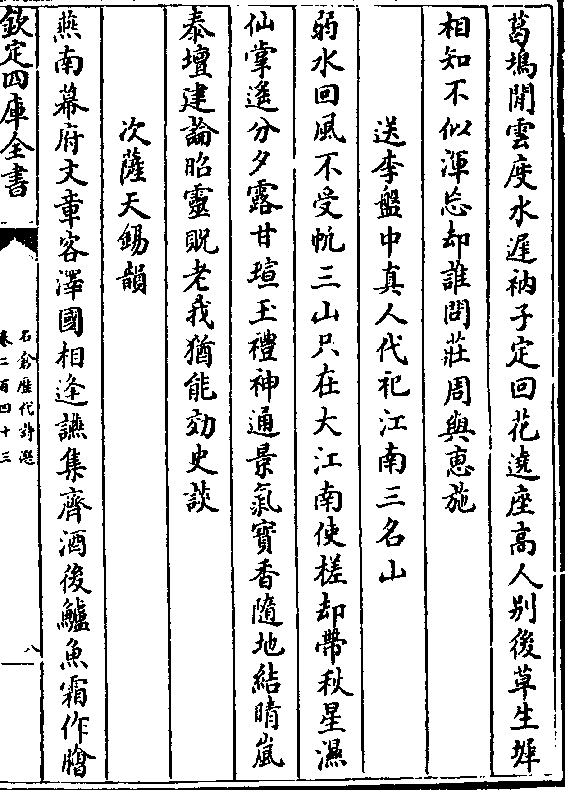 葛塢閒雲度水遲衲子定回花遶座高人别後草生墀
相知不似渾忘却誰問莊周與惠施
送李盤中真人代祀江南三名山
弱水回風不受㠶三山只在大江南使槎却帶秋星濕
仙掌遥分夕露甘瑄玉禮神通景氣寳香隨地結晴嵐
泰壇建論昭靈貺老我猶能効史談
次薩天錫韻
燕南幕府文章客澤國相逢讌集齊酒後鱸魚霜作膾
欽定四庫全書
石倉歷代詩選
卷二百四十三
八